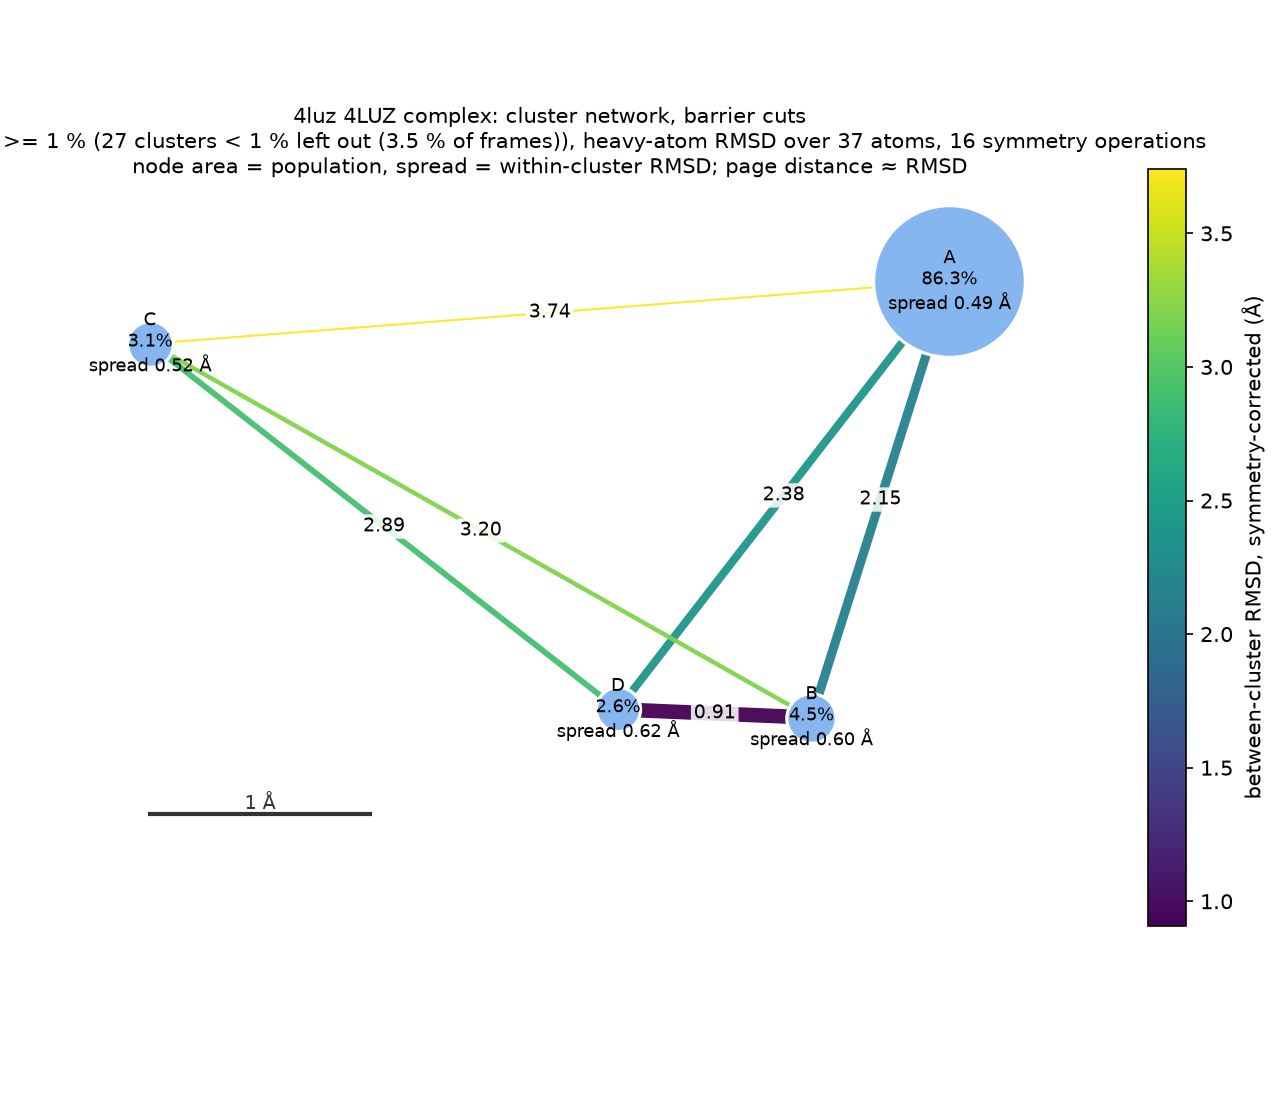 4luz 4LUZ complex: cluster network, barrier cuts
>= 1 % (27 clusters < 1 % left out (3.5 % of frames)), heavy-atom RMSD over 37 atoms, 16 symmetry operations
node area = population, spread = within-cluster RMSD; page distance ≈ RMSD
A
86.3%
spread 0.49 Å
C
3.1%
spread 0.52 Å
3.74
2.38
2.15
2.89
3.20
D
2.6%
spread 0.62 Å
0.91
B
4.5%
spread 0.60 Å
1 Å
3.5
3.0
2.5
2.0
1.5
1.0
between-cluster RMSD, symmetry-corrected (Å)